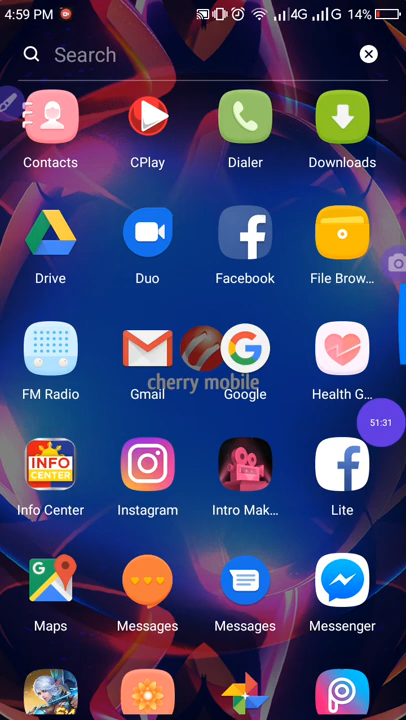 4:59 PM 4G G 14%
Search
Contacts CPlay Dialer Downloads
Drive Duo Facebook File Brow...
FM Radio Gmail Google Health G...
cherry mobile
51:31
INFO CENTER
Info Center Instagram Intro Mak... Lite
Maps Messages Messages Messenger